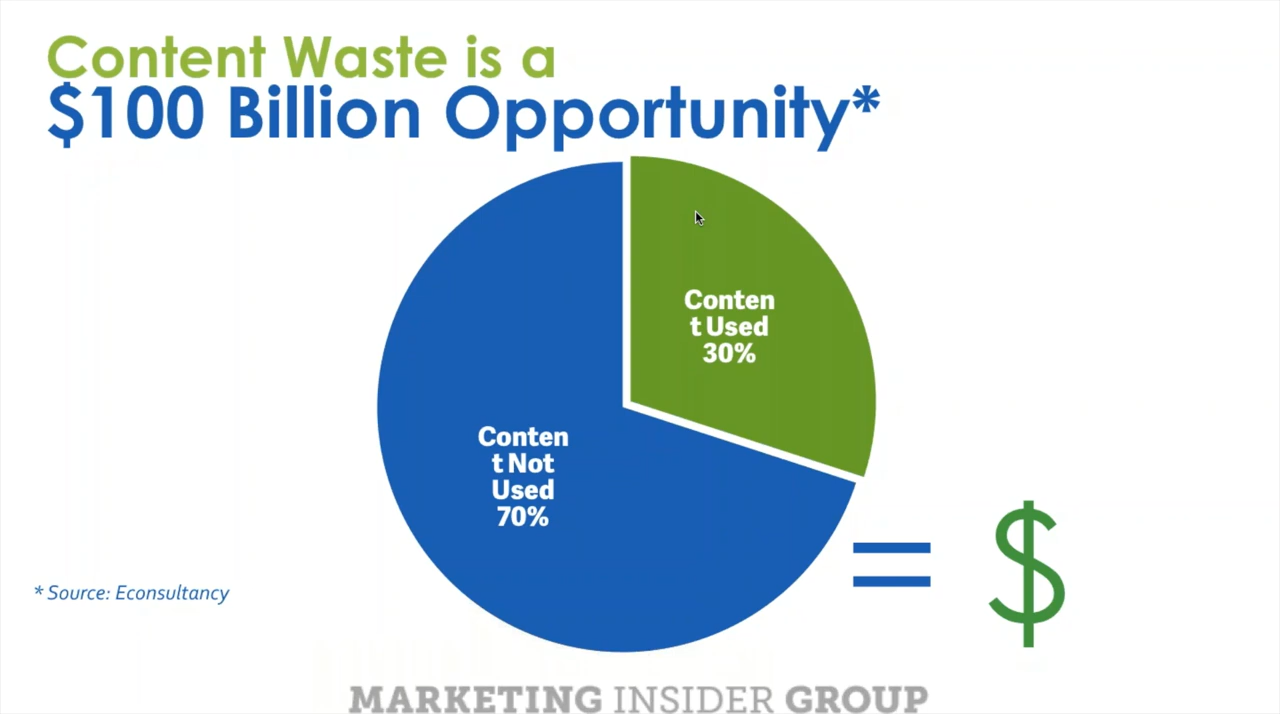 Content Waste is a
$100 Billion Opportunity*
Conten
t Used
30%
Conten
t Not
Used
70%
= $
* Source: Econsultancy
MARKETING INSIDER GROUP